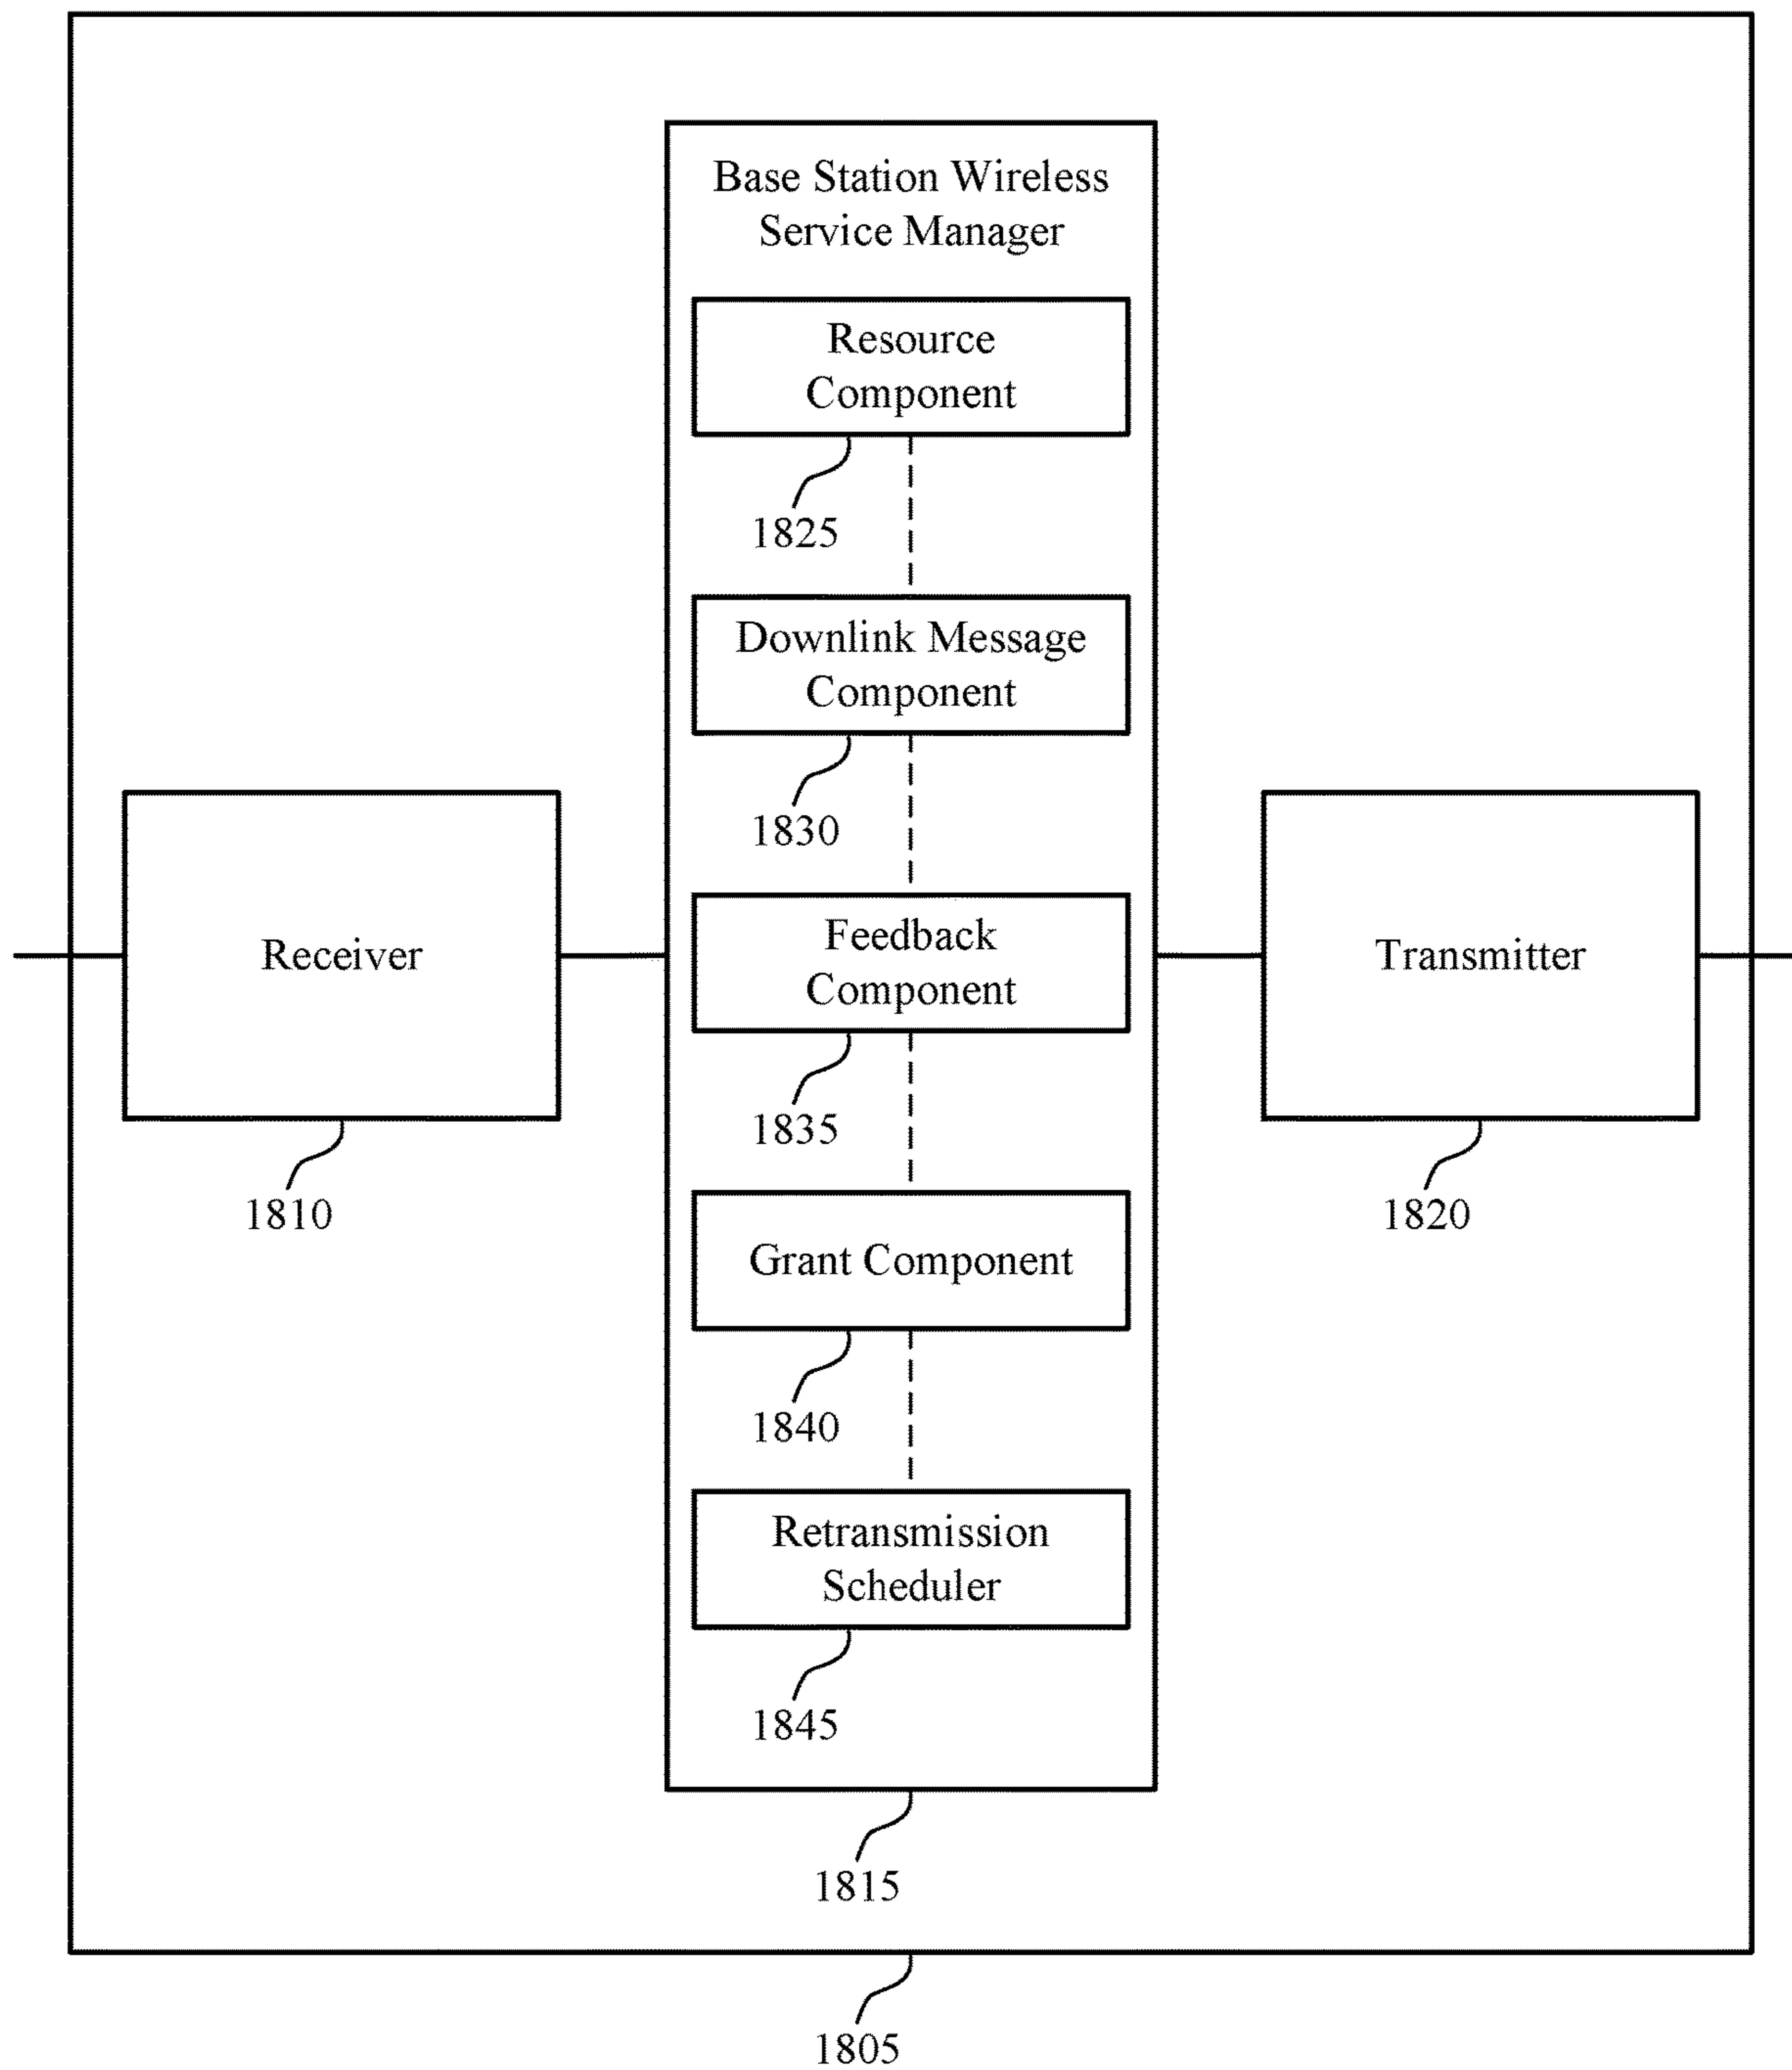 Base Station Wireless
Service Manager
Resource
Component
1825
Downlink Message
Component
1830
Receiver
1810
Feedback
Component
1835
Transmitter
1820
Grant Component
1840
Retransmission
Scheduler
1845
1815
1805